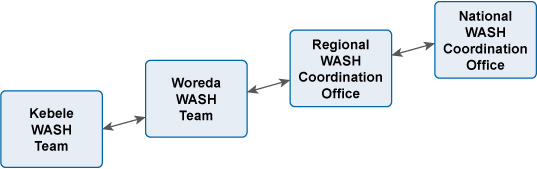 Kebele
WASH
Team
Woreda
WASH
Team
Regional
WASH
Coordination
Office
National
WASH
Coordination
Office